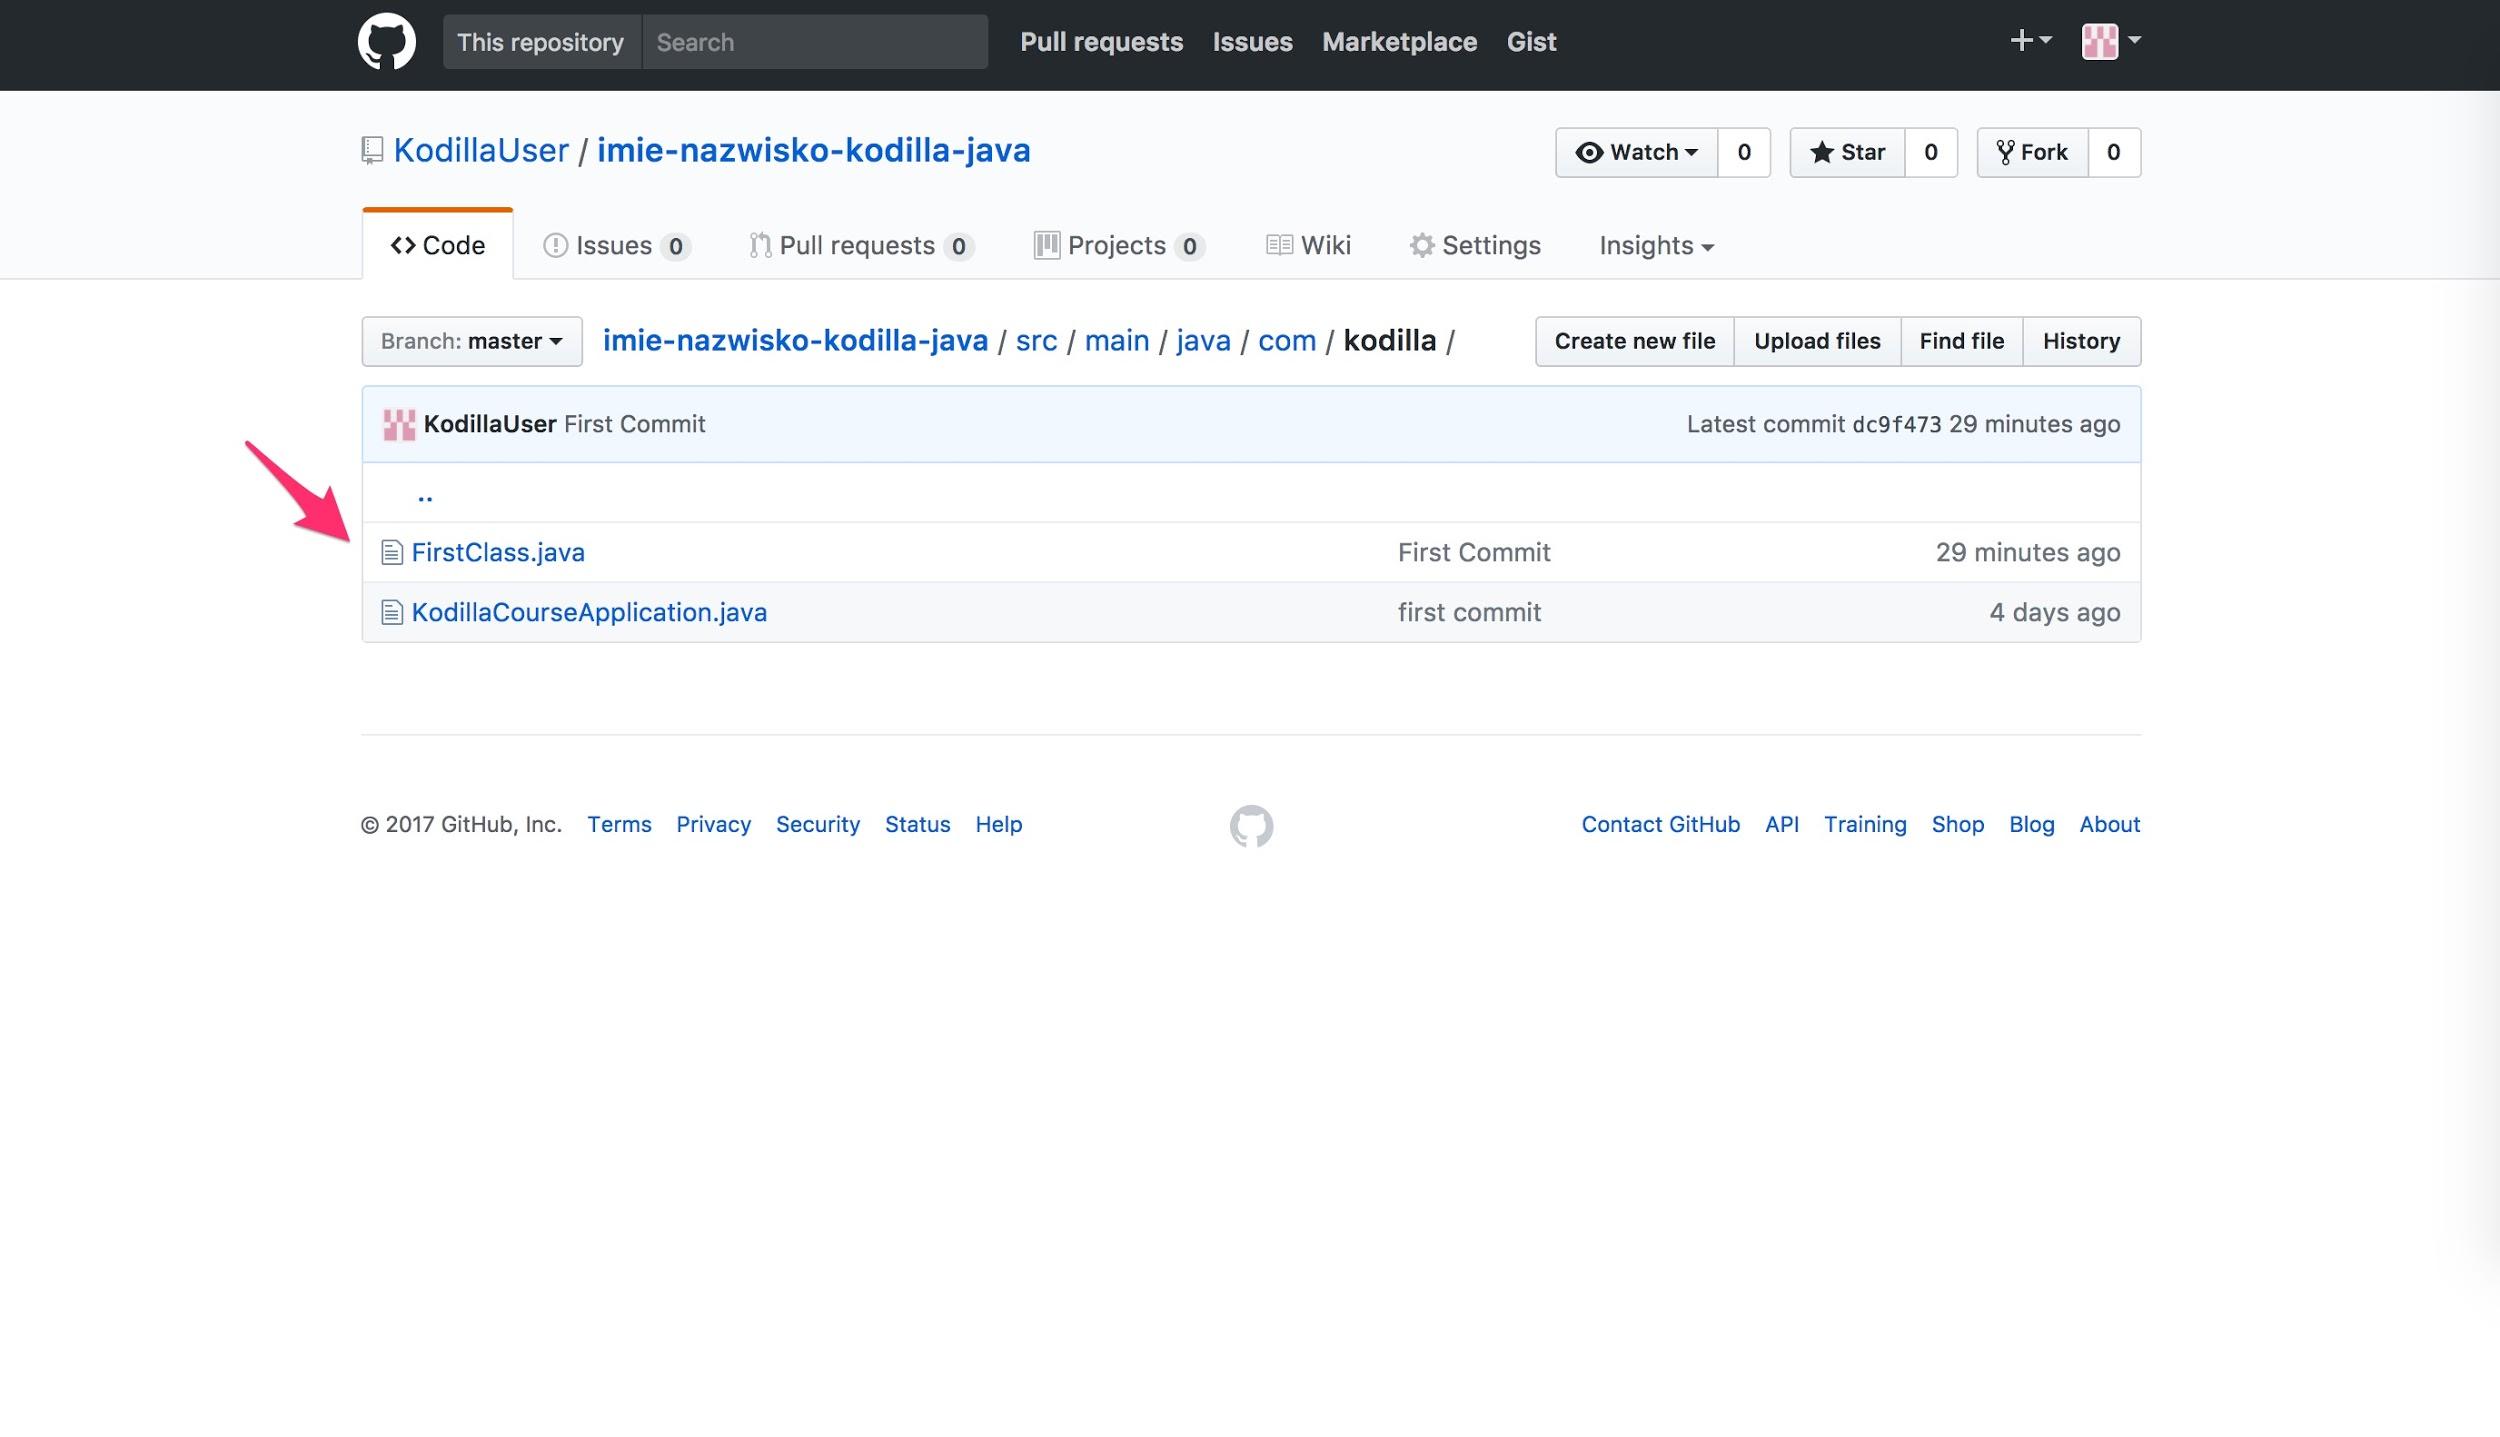 This repository Search Pull requests Issues Marketplace Gist
KodillaUser / imie-nazwisko-kodilla-java Watch 0 Star 0 Fork 0
Code Issues 0 Pull requests 0 Projects 0 Wiki Settings Insights
Branch: master imie-nazwisko-kodilla-java / src / main / java / com / kodilla / Create new file Upload files Find file History
KodillaUser First Commit Latest commit dc9f473 29 minutes ago
..
FirstClass.java First Commit 29 minutes ago
KodillaCourseApplication.java first commit 4 days ago
© 2017 GitHub, Inc. Terms Privacy Security Status Help Contact GitHub API Training Shop Blog About